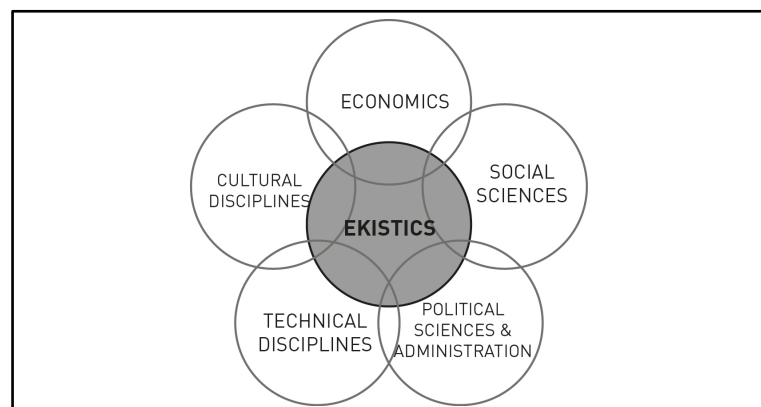 ECONOMICS
CULTURAL
DISCIPLINES
SOCIAL
SCIENCES
EKISTICS
TECHNICAL
DISCIPLINES
POLITICAL
SCIENCES &
ADMINISTRATION